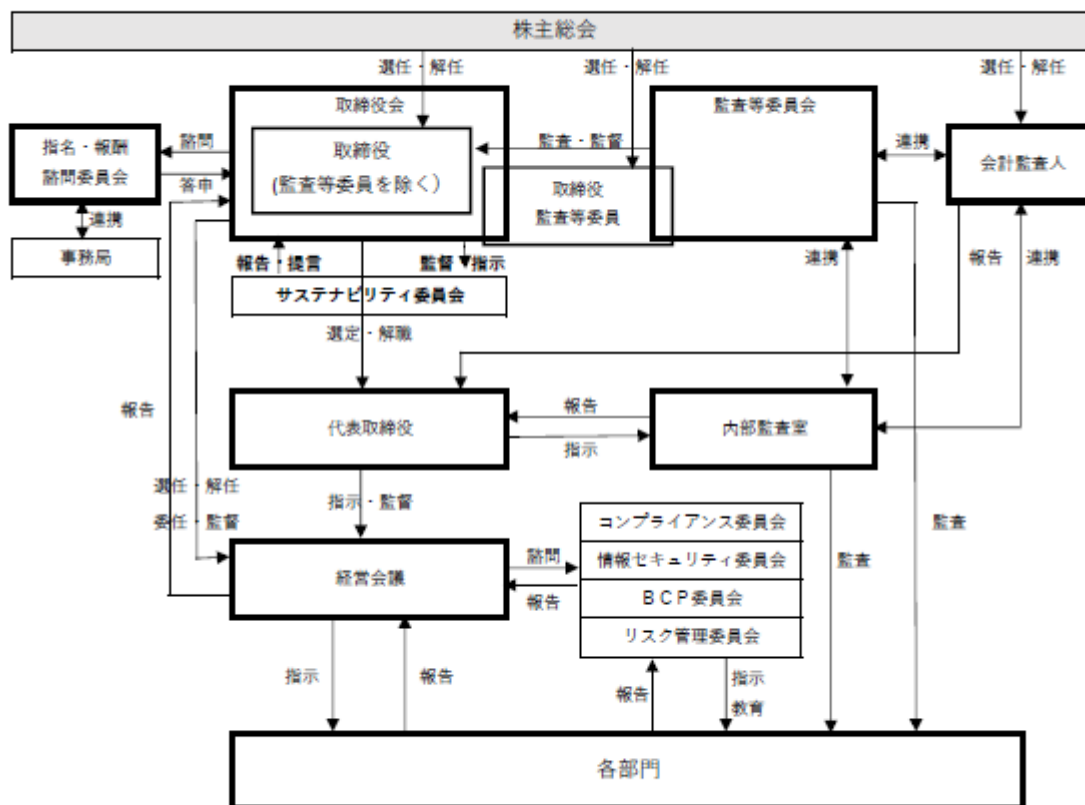 株主総会
選任・解任
選任・解任
選任・解任
取締役会
監査等委員会
指名・報酬
諮問委員会
諮問
答申
取締役
(監査等委員を除く)
監査・監督
取締役
監査等委員
連携
会計監査人
連携
事務局
報告・提言
監督・指示
連携
報告
連携
サステナビリティ委員会
選定・解職
報告
代表取締役
報告
指示
内部監査室
選任・解任
委任・監督
指示・監督
コンプライアンス委員会
情報セキュリティ委員会
BCP委員会
リスク管理委員会
監査
監査
経営会議
諮問
報告
指示
報告
報告
指示
教育
各部門